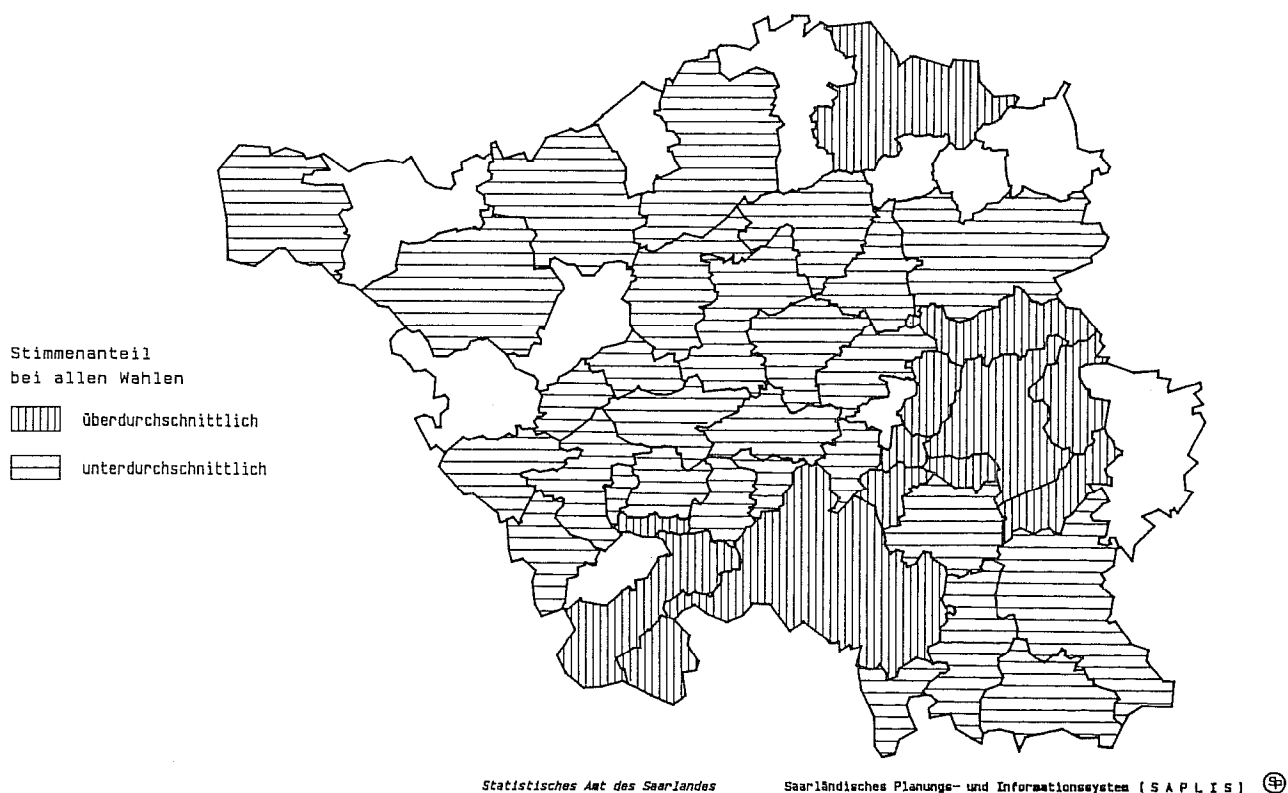 Stimmenanteil
bei allen Wahlen
überdurchschnittlich
unterdurchschnittlich
Statistisches Amt des Saarlandes
Saarländisches Planungs- und Informationssystem [ S A P L I S ]